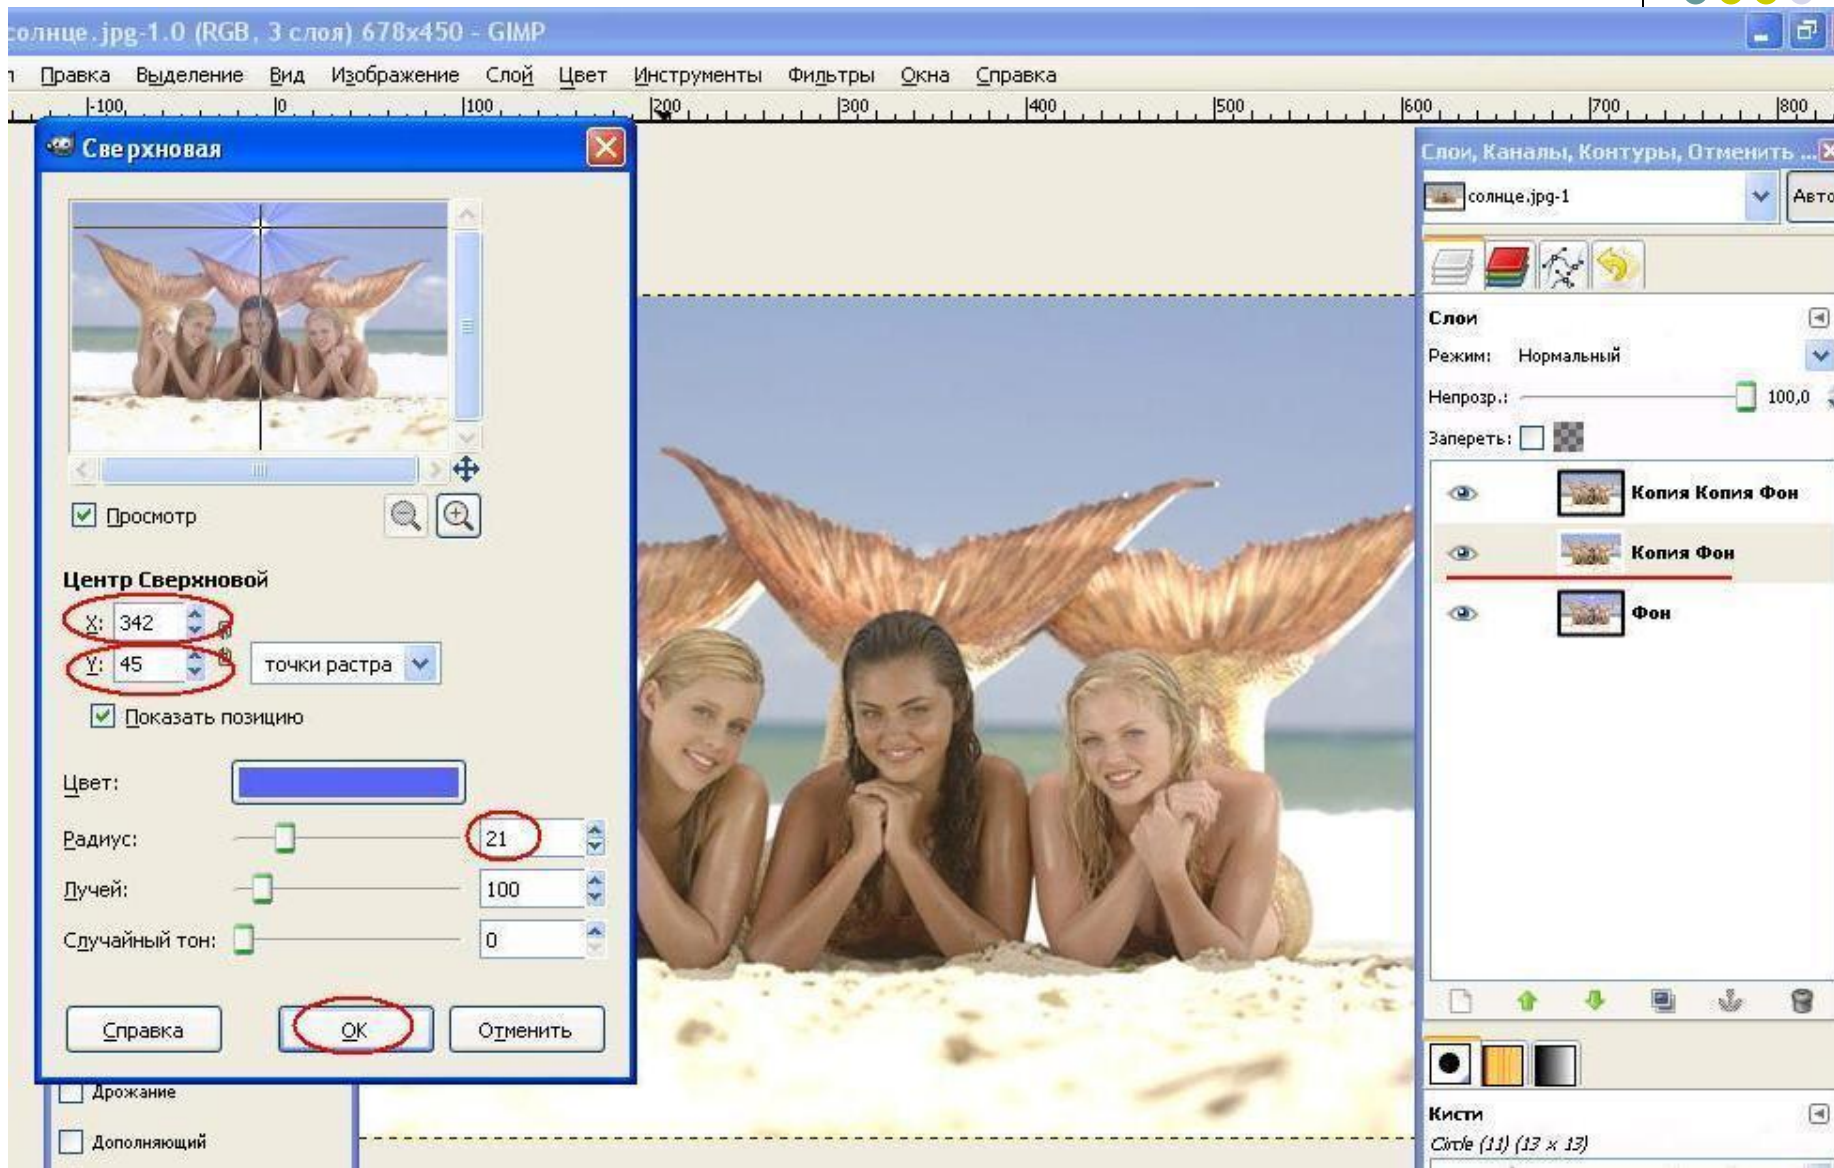 солнце.jpg-1.0 (RGB, 3 слоя) 678x450 - GIMP
Правка Выделение Вид Изображение Слой Цвет Инструменты Фильтры Окна Справка
-100 0 100 200 300 400 500 600 700 800
Сверхновая
Просмотр
Центр Сверхновой
X: 342
Y: 45 точки растра
Показать позицию
Цвет:
Радиус: 21
Лучей: 100
Случайный тон: 0
Справка OK Отменить
Дрожание
Дополняющий
Слои, Каналы, Контуры, Отменить ...
солнце.jpg-1 Авто
Слои
Режим: Нормальный
Непрозр.: 100,0
Запереть:
Копия Копия Фон
Копия Фон
Фон
Кисти
Circle (11) (13 x 13)